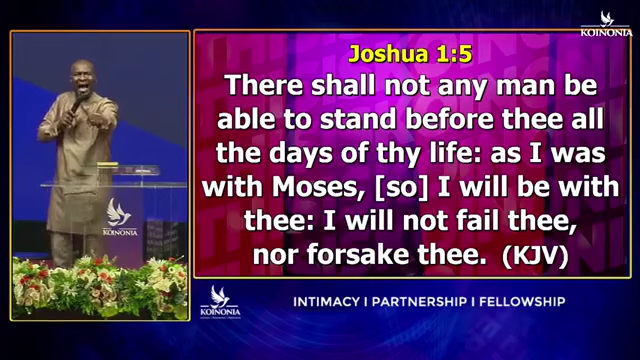 KOINONIA
Joshua 1:5
There shall not any man be
able to stand before thee all
the days of thy life: as I was
with Moses, [so] I will be with
thee: I will not fail thee,
nor forsake thee. (KJV)
KOINONIA
KOINONIA
INTIMACY I PARTNERSHIP I FELLOWSHIP